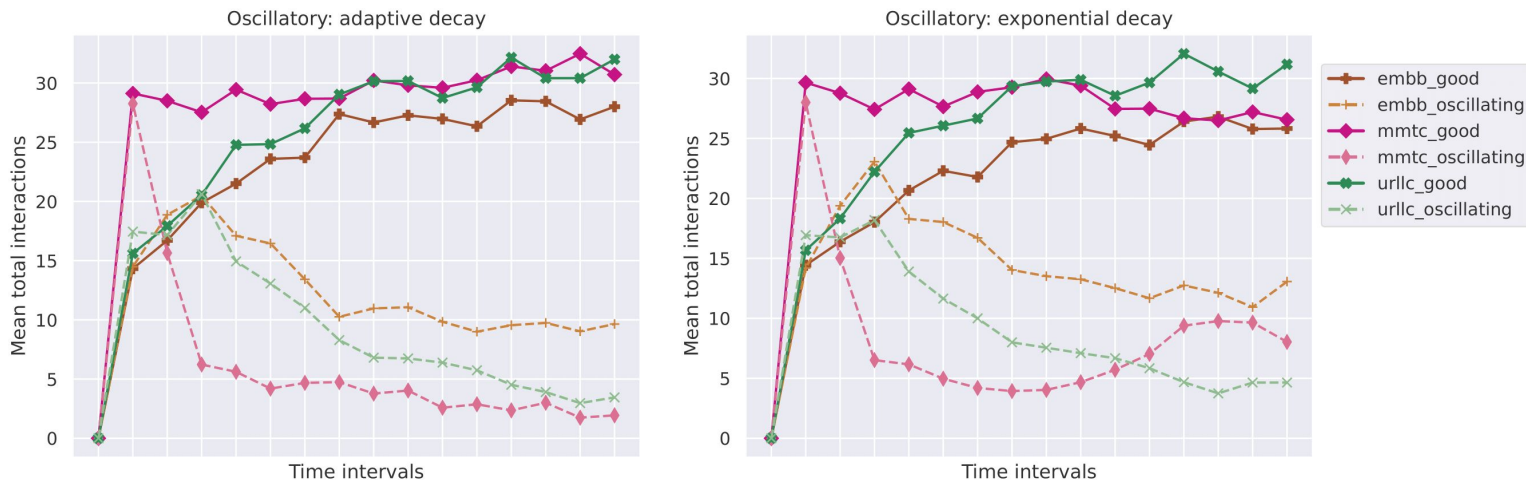 Oscillatory: adaptive decay
Mean total interactions
30
25
20
15
10
5
0
Time intervals
Oscillatory: exponential decay
Mean total interactions
30
25
20
15
10
5
0
Time intervals
embb_good
embb_oscillating
mmtc_good
mmtc_oscillating
urllc_good
urllc_oscillating